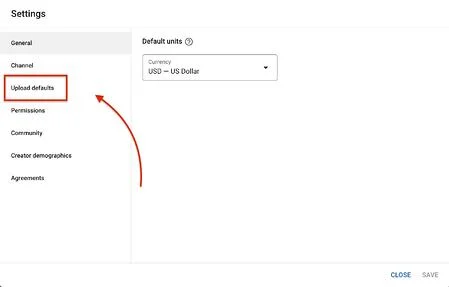 Settings
General
Channel
Upload defaults
Permissions
Community
Creator demographics
Agreements
Default units
Currency
USD — US Dollar
CLOSE
SAVE